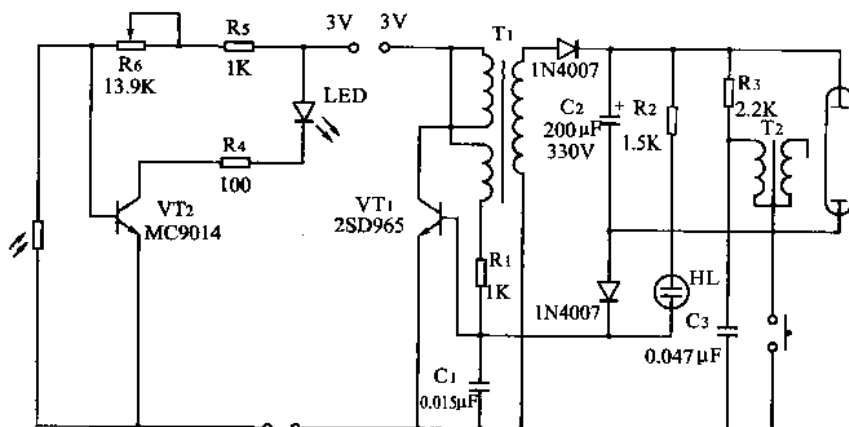 3V
3V
R5
1K
R6
13.9K
LED
R4
100
VT2
MC9014
VT1
2SD965
T1
1N4007
C2
200μF
330V
+
R2
1.5K
R3
2.2K
T2
R1
1K
1N4007
HL
C3
0.047μF
C1
0.015μF